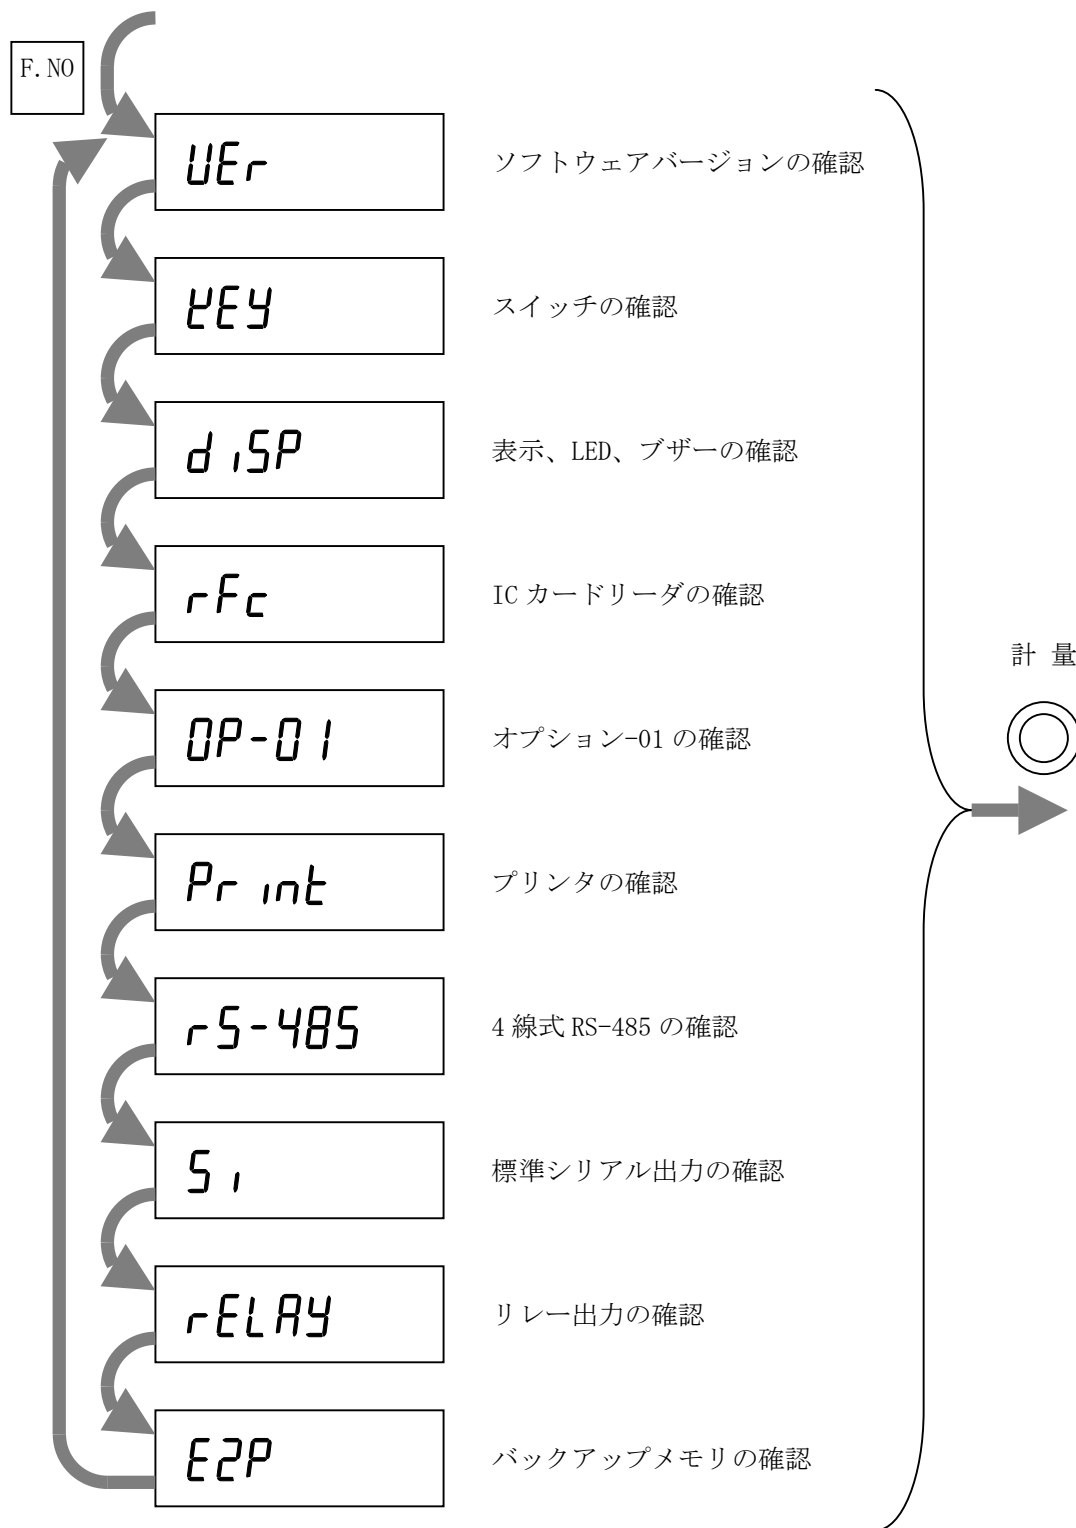 F.NO
VEr ソフトウェアバージョンの確認
KEY スイッチの確認
diSP 表示、LED、ブザーの確認
rFc IC カードリーダの確認
OP-01 オプション-01 の確認
計 量
Print プリンタの確認
rS-485 4 線式 RS-485 の確認
Si 標準シリアル出力の確認
rELAY リレー出力の確認
E2P バックアップメモリの確認